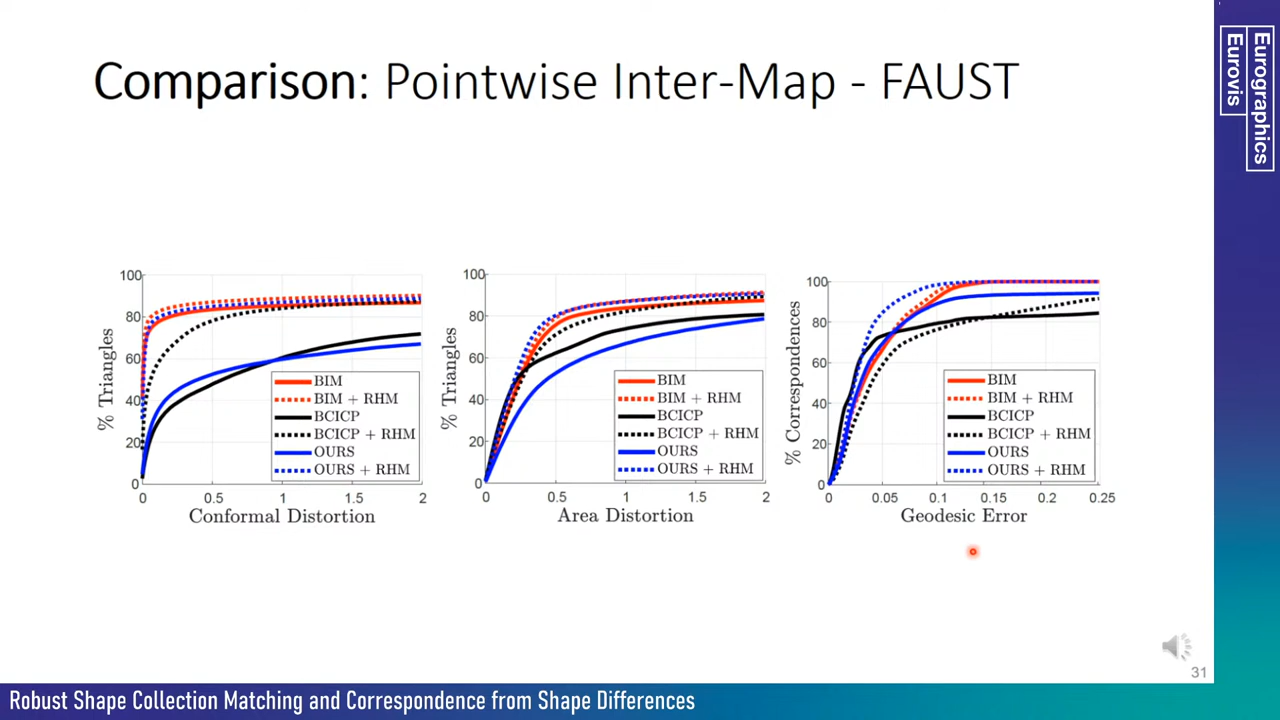 Comparison: Pointwise Inter-Map - FAUST
Eurographics
Eurovis
100
80
60
40
20
0
% Triangles
0 0.5 1 1.5 2
Conformal Distortion
BIM
BIM + RHM
BCICP
BCICP + RHM
OURS
OURS + RHM
100
80
60
40
20
0
% Triangles
0 0.5 1 1.5 2
Area Distortion
BIM
BIM + RHM
BCICP
BCICP + RHM
OURS
OURS + RHM
100
80
60
40
20
0
% Correspondences
0 0.05 0.1 0.15 0.2 0.25
Geodesic Error
BIM
BIM + RHM
BCICP
BCICP + RHM
OURS
OURS + RHM
31
Robust Shape Collection Matching and Correspondence from Shape Differences